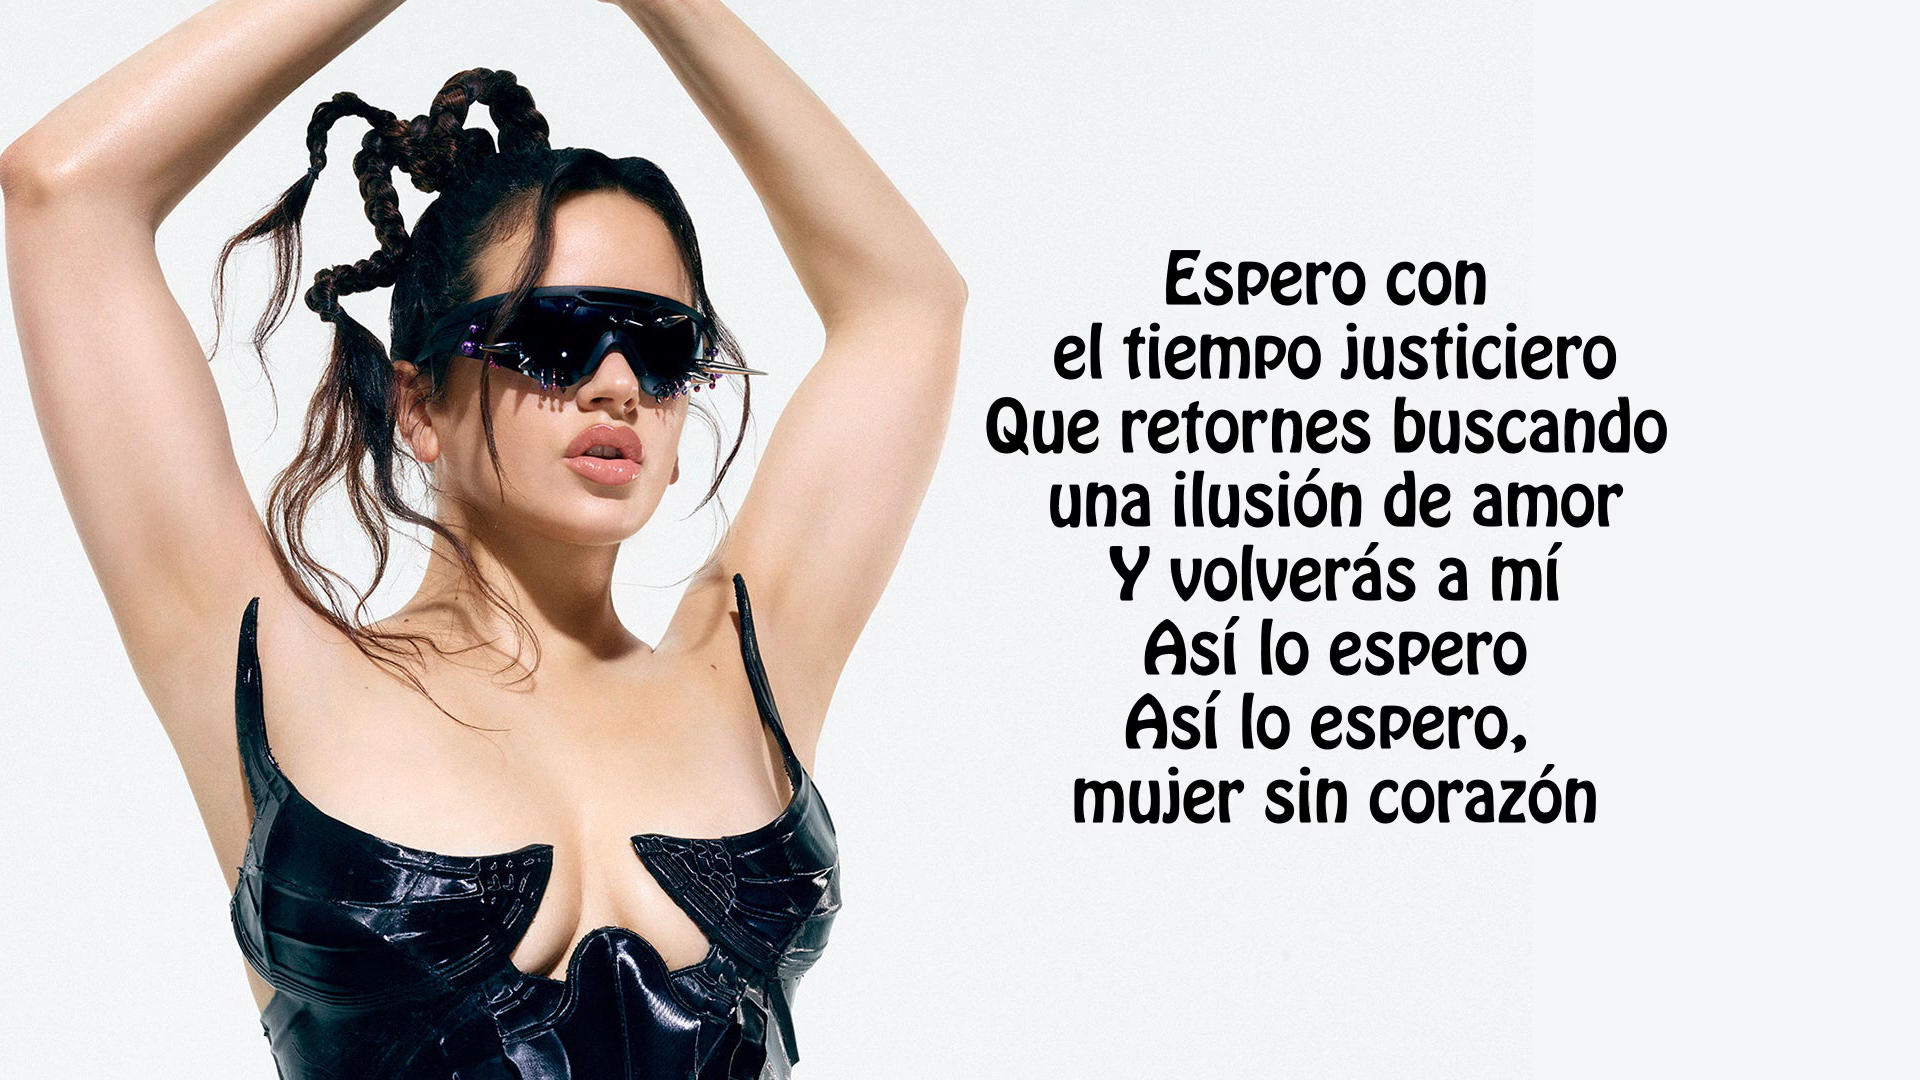 Espero con
el tiempo justiciero
Que retornes buscando
una ilusión de amor
Y volverás a mí
Así lo espero
Así lo espero,
mujer sin corazón